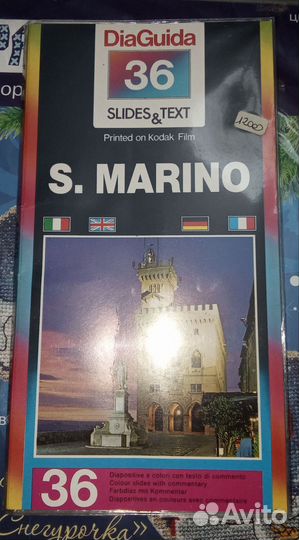 DiaGuida
36
SLIDES & TEXT
12000
Printed on Kodak Film
S. MARINO
36
Diapositive a colori con testo di commento
Colour slides with commentary
Farbdias mit Kommentar
Diapositives en couleurs avec commentaire
Снегурочка»
Avito